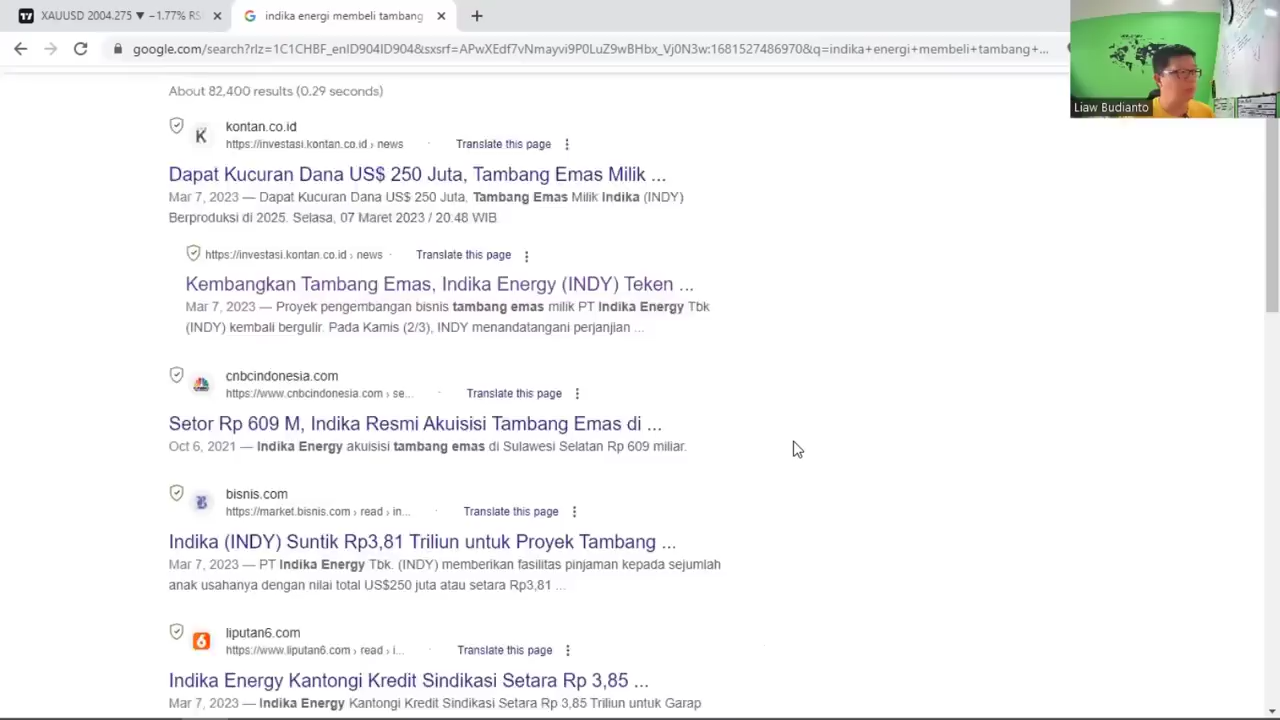 XAUUSD 2004.275 ▼ −1.77% RS
indika energi membeli tambang
google.com/search?rlz=1C1CHBF_enID904ID904&sxsrf=APwXEdf7vNmayvi9P0LuZ9wBHbx_Vj0N3w:1681527486970&q=indika+energi+membeli+tambang+...
Liaw Budianto
About 82,400 results (0.29 seconds)
kontan.co.id
https://investasi.kontan.co.id › news
Translate this page
Dapat Kucuran Dana US$ 250 Juta, Tambang Emas Milik ...
Mar 7, 2023 — Dapat Kucuran Dana US$ 250 Juta, Tambang Emas Milik Indika (INDY)
Berproduksi di 2025. Selasa, 07 Maret 2023 / 20.48 WIB
https://investasi.kontan.co.id › news
Translate this page
Kembangkan Tambang Emas, Indika Energy (INDY) Teken ...
Mar 7, 2023 — Proyek pengembangan bisnis tambang emas milik PT Indika Energy Tbk
(INDY) kembali bergulir. Pada Kamis (2/3), INDY menandatangani perjanjian ...
cnbcindonesia.com
https://www.cnbcindonesia.com › se...
Translate this page
Setor Rp 609 M, Indika Resmi Akuisisi Tambang Emas di ...
Oct 6, 2021 — Indika Energy akuisisi tambang emas di Sulawesi Selatan Rp 609 miliar.
bisnis.com
https://market.bisnis.com › read › in...
Translate this page
Indika (INDY) Suntik Rp3,81 Triliun untuk Proyek Tambang ...
Mar 7, 2023 — PT Indika Energy Tbk. (INDY) memberikan fasilitas pinjaman kepada sejumlah
anak usahanya dengan nilai total US$250 juta atau setara Rp3,81 ...
liputan6.com
https://www.liputan6.com › read › i...
Translate this page
Indika Energy Kantongi Kredit Sindikasi Setara Rp 3,85 ...
Mar 7, 2023 — Indika Energy Kantongi Kredit Sindikasi Setara Rp 3,85 Triliun untuk Garap